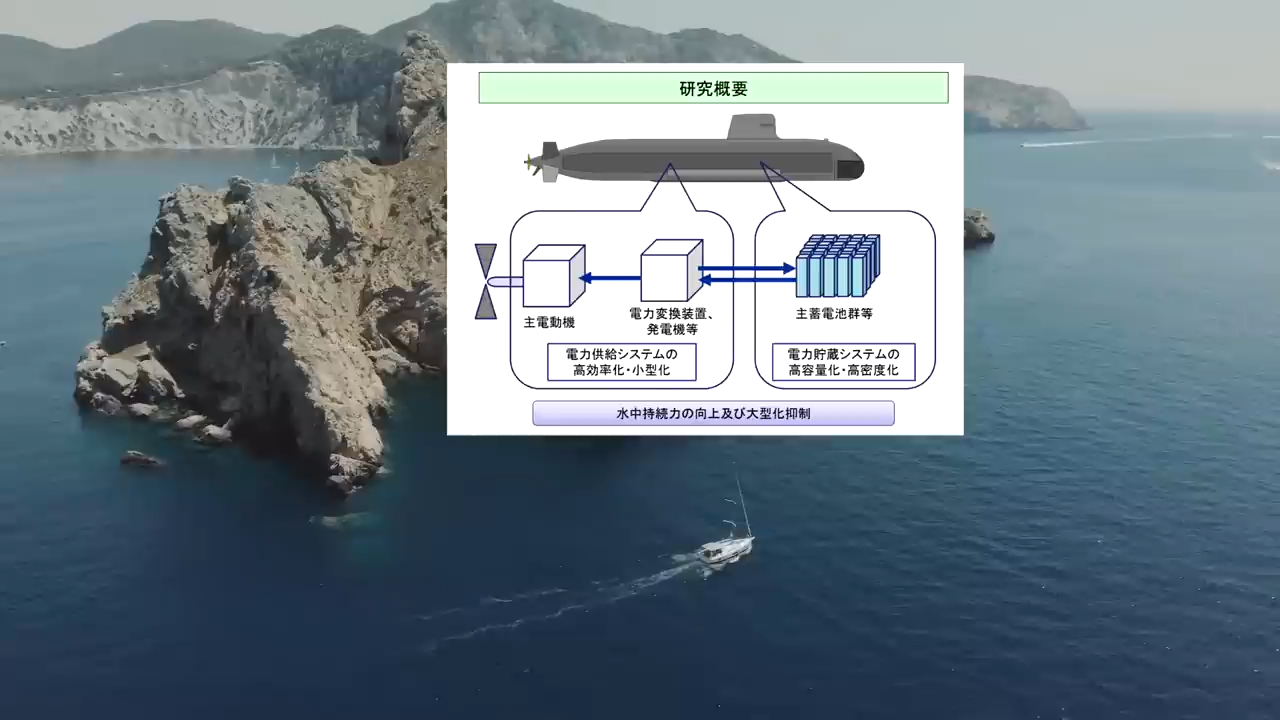 研究概要
主電動機
電力変換装置、
発電機等
主蓄電池群等
電力供給システムの
高効率化・小型化
電力貯蔵システムの
高容量化・高密度化
水中持続力の向上及び大型化抑制